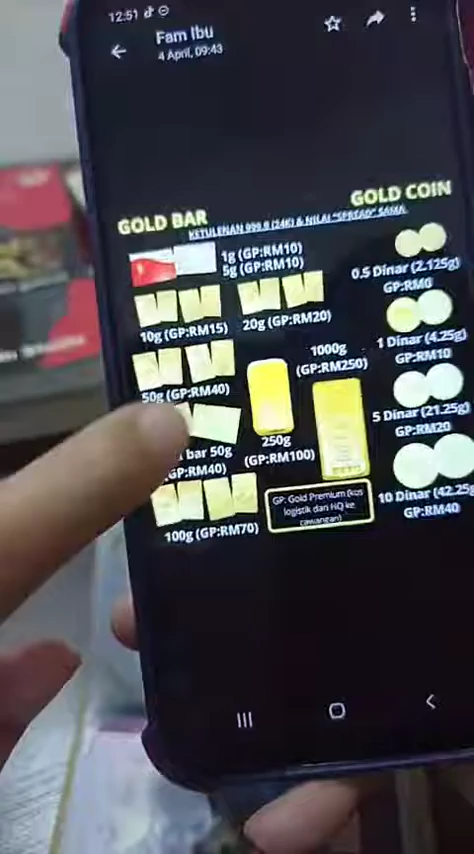 12:51
Fam Ibu
4 April, 09:43
GOLD BAR
GOLD COIN
KETULENAN 999.9 (24K) & NILAI "SPREAD" SAMA
1g (GP:RM10)
5g (GP:RM10)
0.5 Dinar (2.125g)
GP:RM0
10g (GP:RM15)
20g (GP:RM20)
1 Dinar (4.25g)
GP:RM10
1000g
(GP:RM250)
50g (GP:RM40)
5 Dinar (21.25g)
GP:RM20
bar 50g
(GP:RM40)
250g
(GP:RM100)
100g (GP:RM70)
GP: Gold Premium (kos
logistik dari HQ ke
cawangan)
10 Dinar (42.25g
GP:RM40